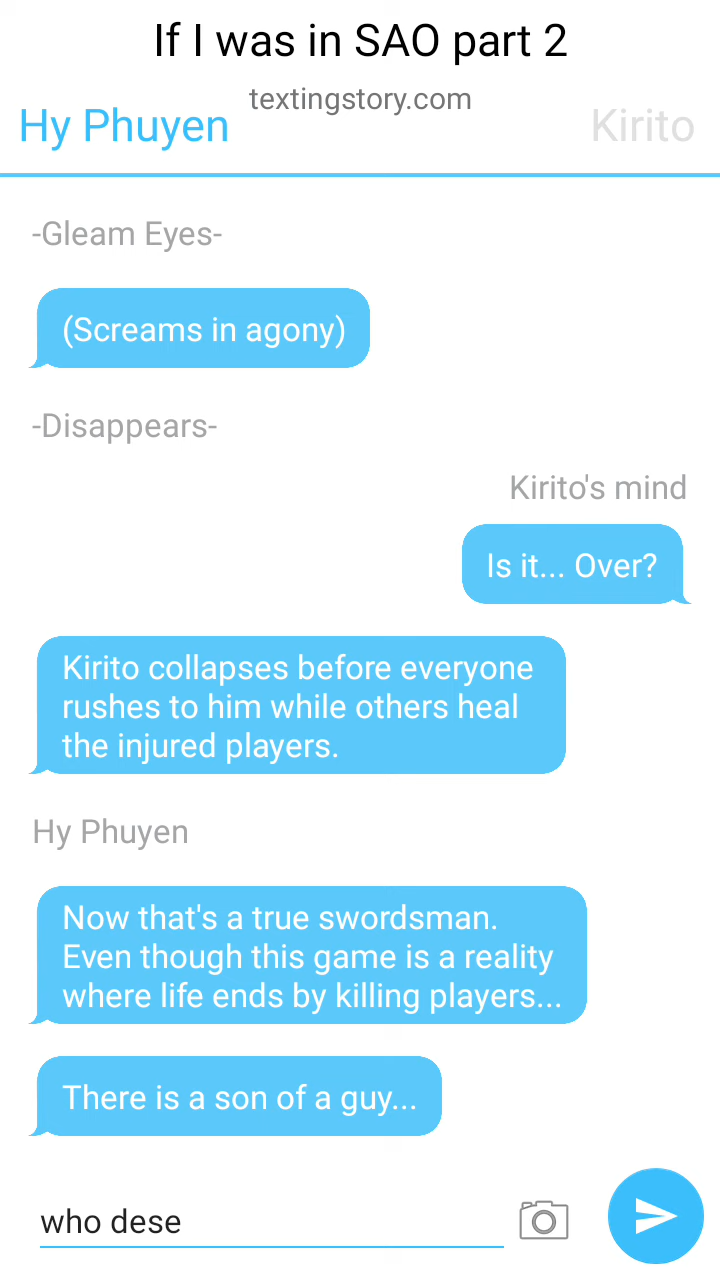 If I was in SAO part 2
textingstory.com
Hy Phuyen
Kirito
-Gleam Eyes-
(Screams in agony)
-Disappears-
Kirito's mind
Is it... Over?
Kirito collapses before everyone
rushes to him while others heal
the injured players.
Hy Phuyen
Now that's a true swordsman.
Even though this game is a reality
where life ends by killing players...
There is a son of a guy...
who dese